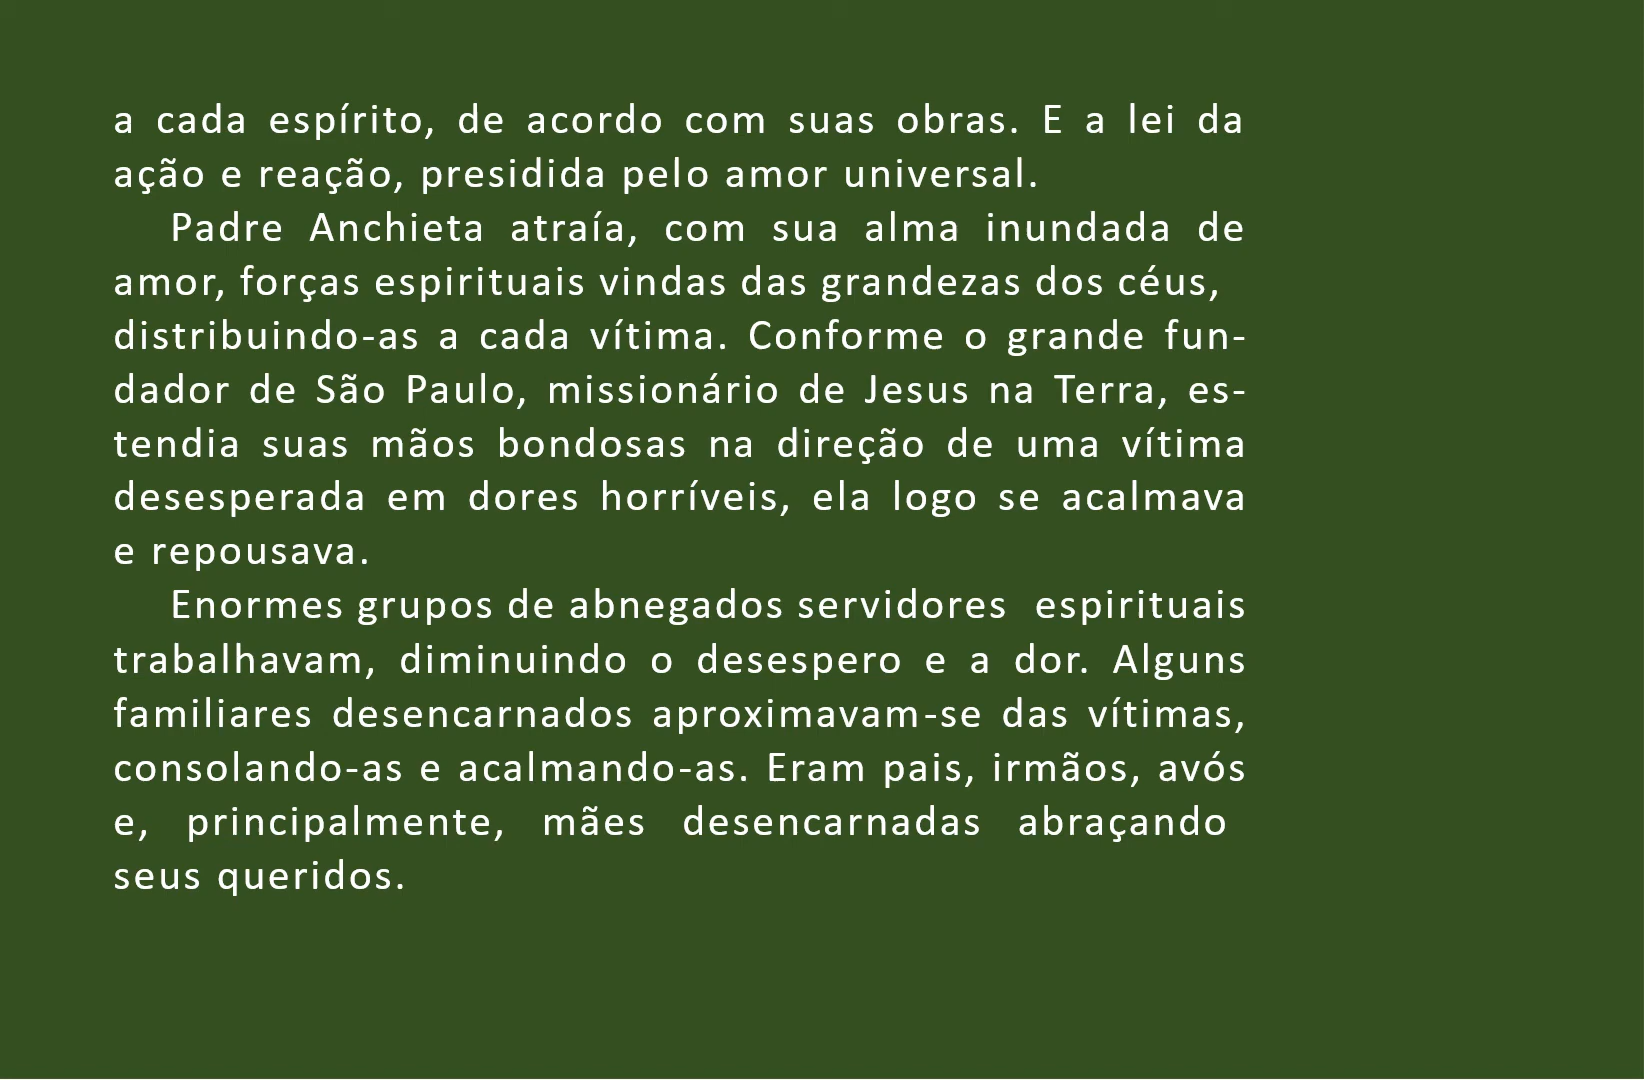 a cada espírito, de acordo com suas obras. E a lei da
ação e reação, presidida pelo amor universal.
Padre Anchieta atraía, com sua alma inundada de
amor, forças espirituais vindas das grandezas dos céus,
distribuindo-as a cada vítima. Conforme o grande fun-
dador de São Paulo, missionário de Jesus na Terra, es-
tendia suas mãos bondosas na direção de uma vítima
desesperada em dores horríveis, ela logo se acalmava
e repousava.
Enormes grupos de abnegados servidores espirituais
trabalhavam, diminuindo o desespero e a dor. Alguns
familiares desencarnados aproximavam-se das vítimas,
consolando-as e acalmando-as. Eram pais, irmãos, avós
e, principalmente, mães desencarnadas abraçando
seus queridos.